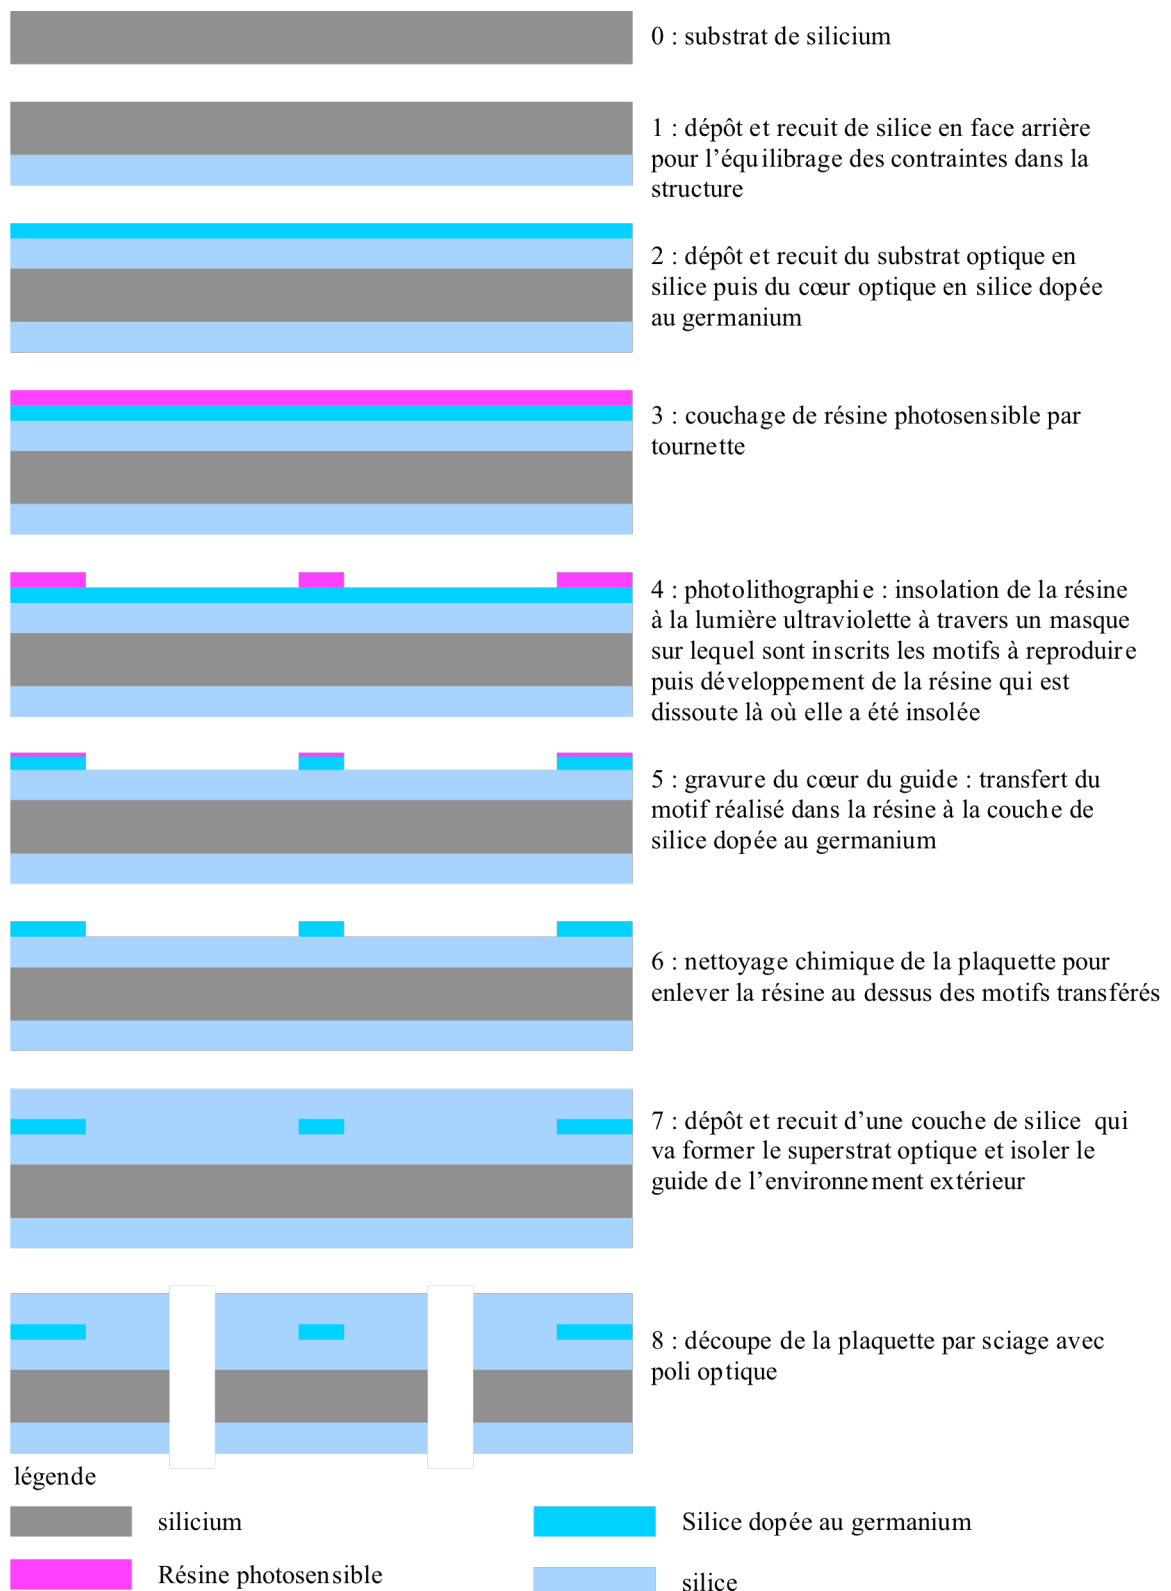 0 : substrat de silicium
1 : dépôt et recuit de silice en face arrière
pour l’équilibrage des contraintes dans la
structure
2 : dépôt et recuit du substrat optique en
silice puis du cœur optique en silice dopée
au germanium
3 : couchage de résine photosensible par
tournette
4 : photolithographie : insolation de la résine
à la lumière ultraviolette à travers un masque
sur lequel sont inscrits les motifs à reproduire
puis développement de la résine qui est
dissoute là où elle a été insolée
5 : gravure du cœur du guide : transfert du
motif réalisé dans la résine à la couche de
silice dopée au germanium
6 : nettoyage chimique de la plaquette pour
enlever la résine au dessus des motifs transférés
7 : dépôt et recuit d’une couche de silice qui
va former le superstrat optique et isoler le
guide de l’environnement extérieur
8 : découpe de la plaquette par sciage avec
poli optique
légende
silicium
Silice dopée au germanium
Résine photosensible
silice